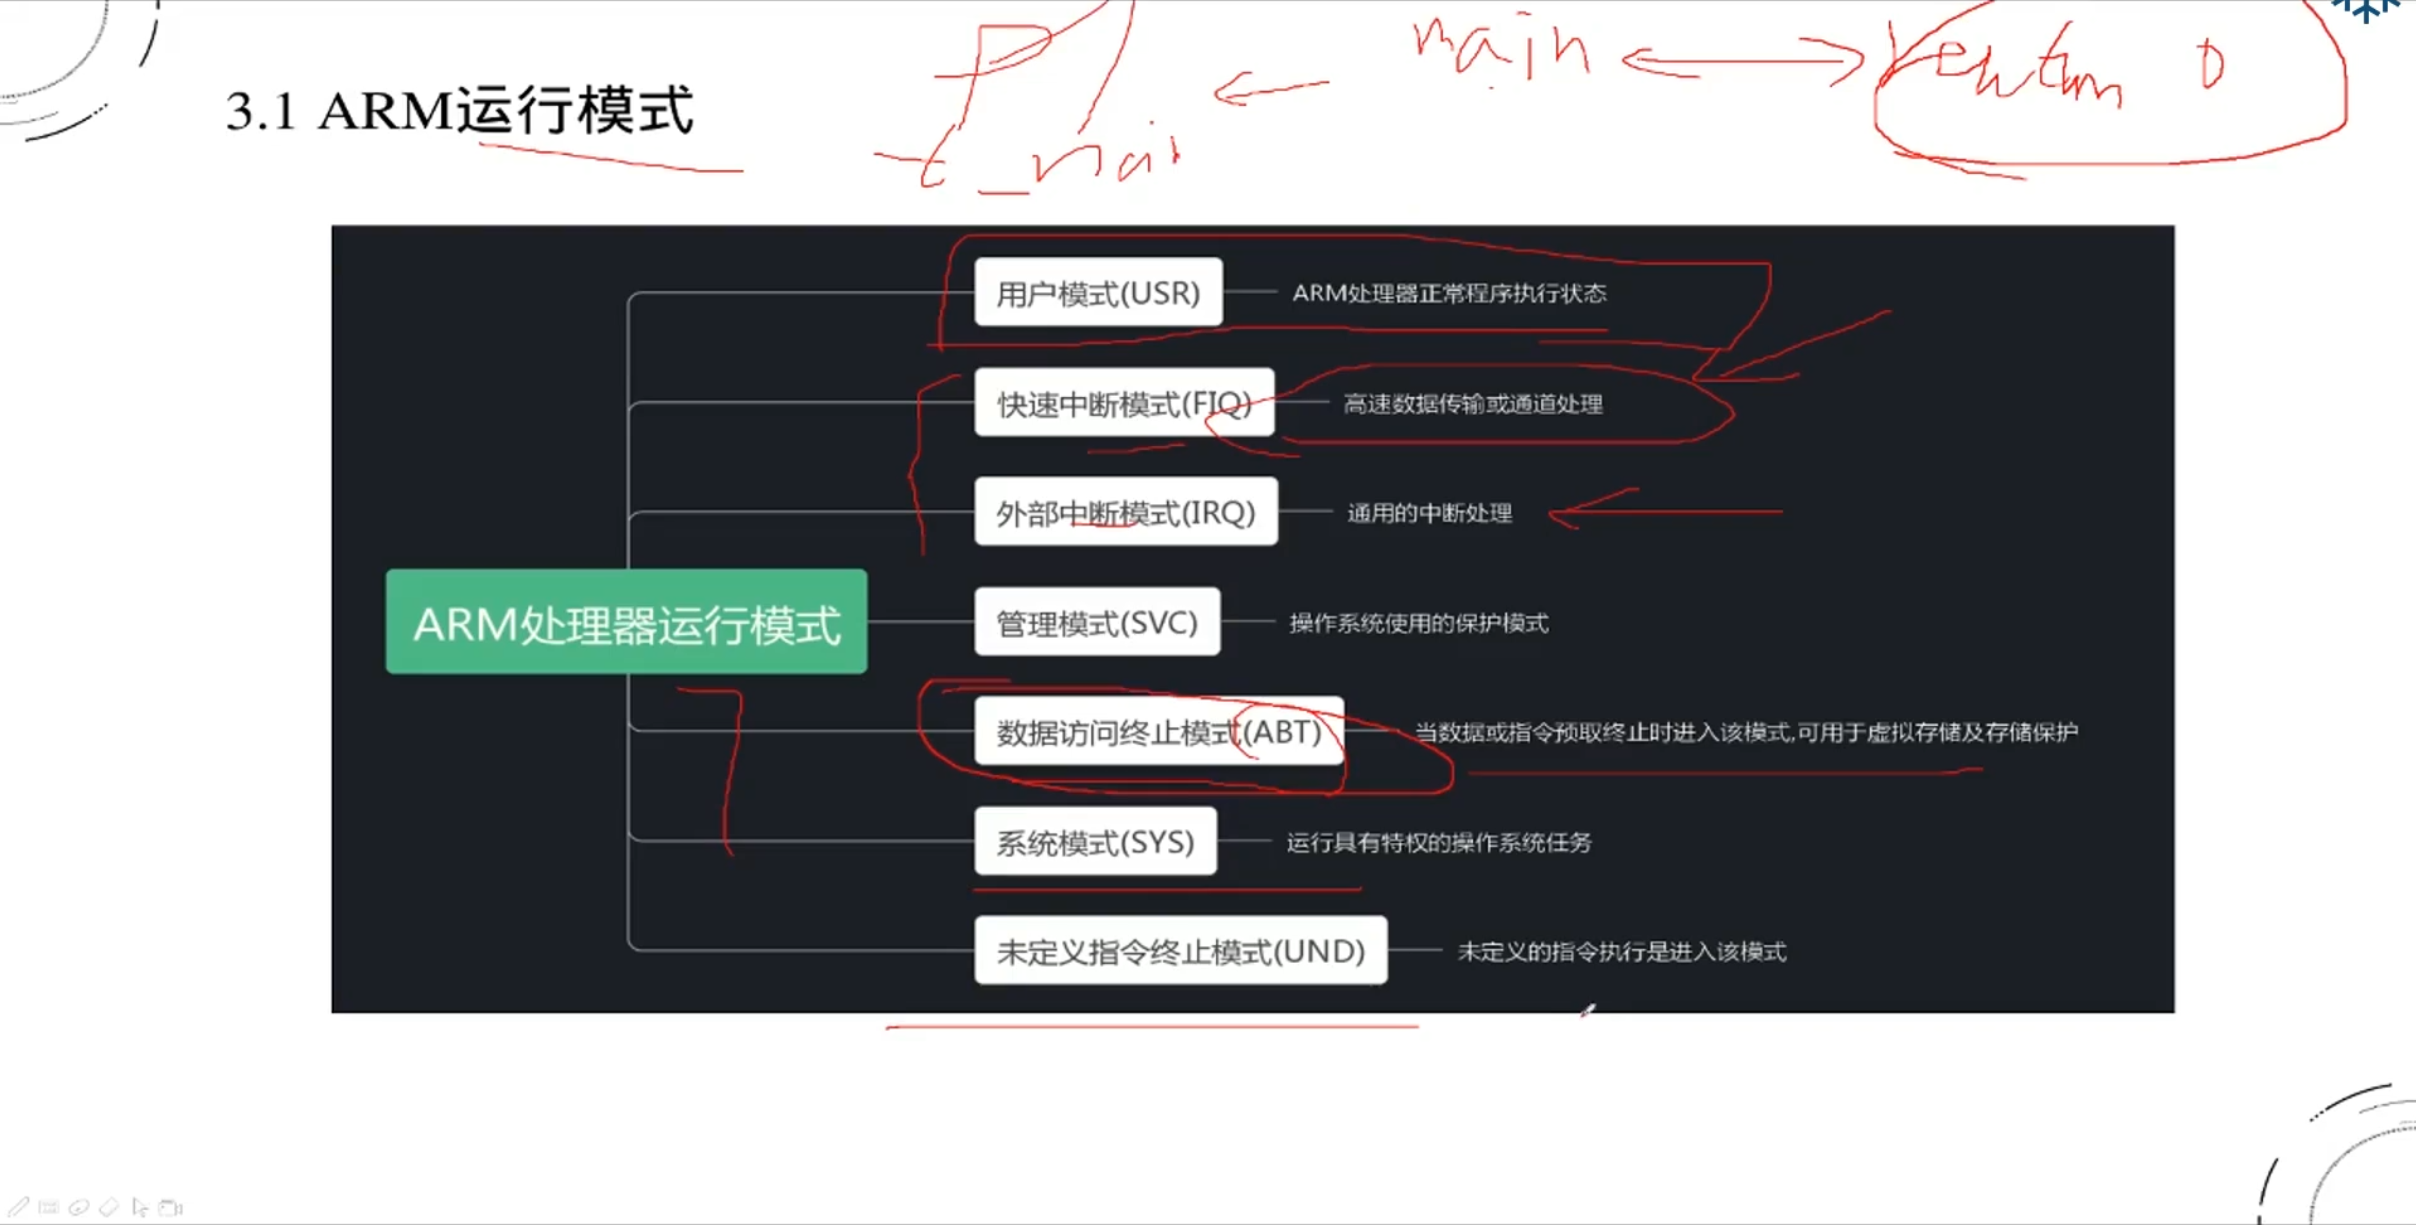 main
3.1 ARM运行模式
用户模式(USR) ARM处理器正常程序执行状态
快速中断模式(FIQ) 高速数据传输或通道处理
外部中断模式(IRQ) 通用的中断处理
ARM处理器运行模式
管理模式(SVC) 操作系统使用的保护模式
数据访问终止模式(ABT) 当数据或指令预取终止时进入该模式,可用于虚拟存储及存储保护
系统模式(SYS) 运行具有特权的操作系统任务
未定义指令终止模式(UND) 未定义的指令执行是进入该模式